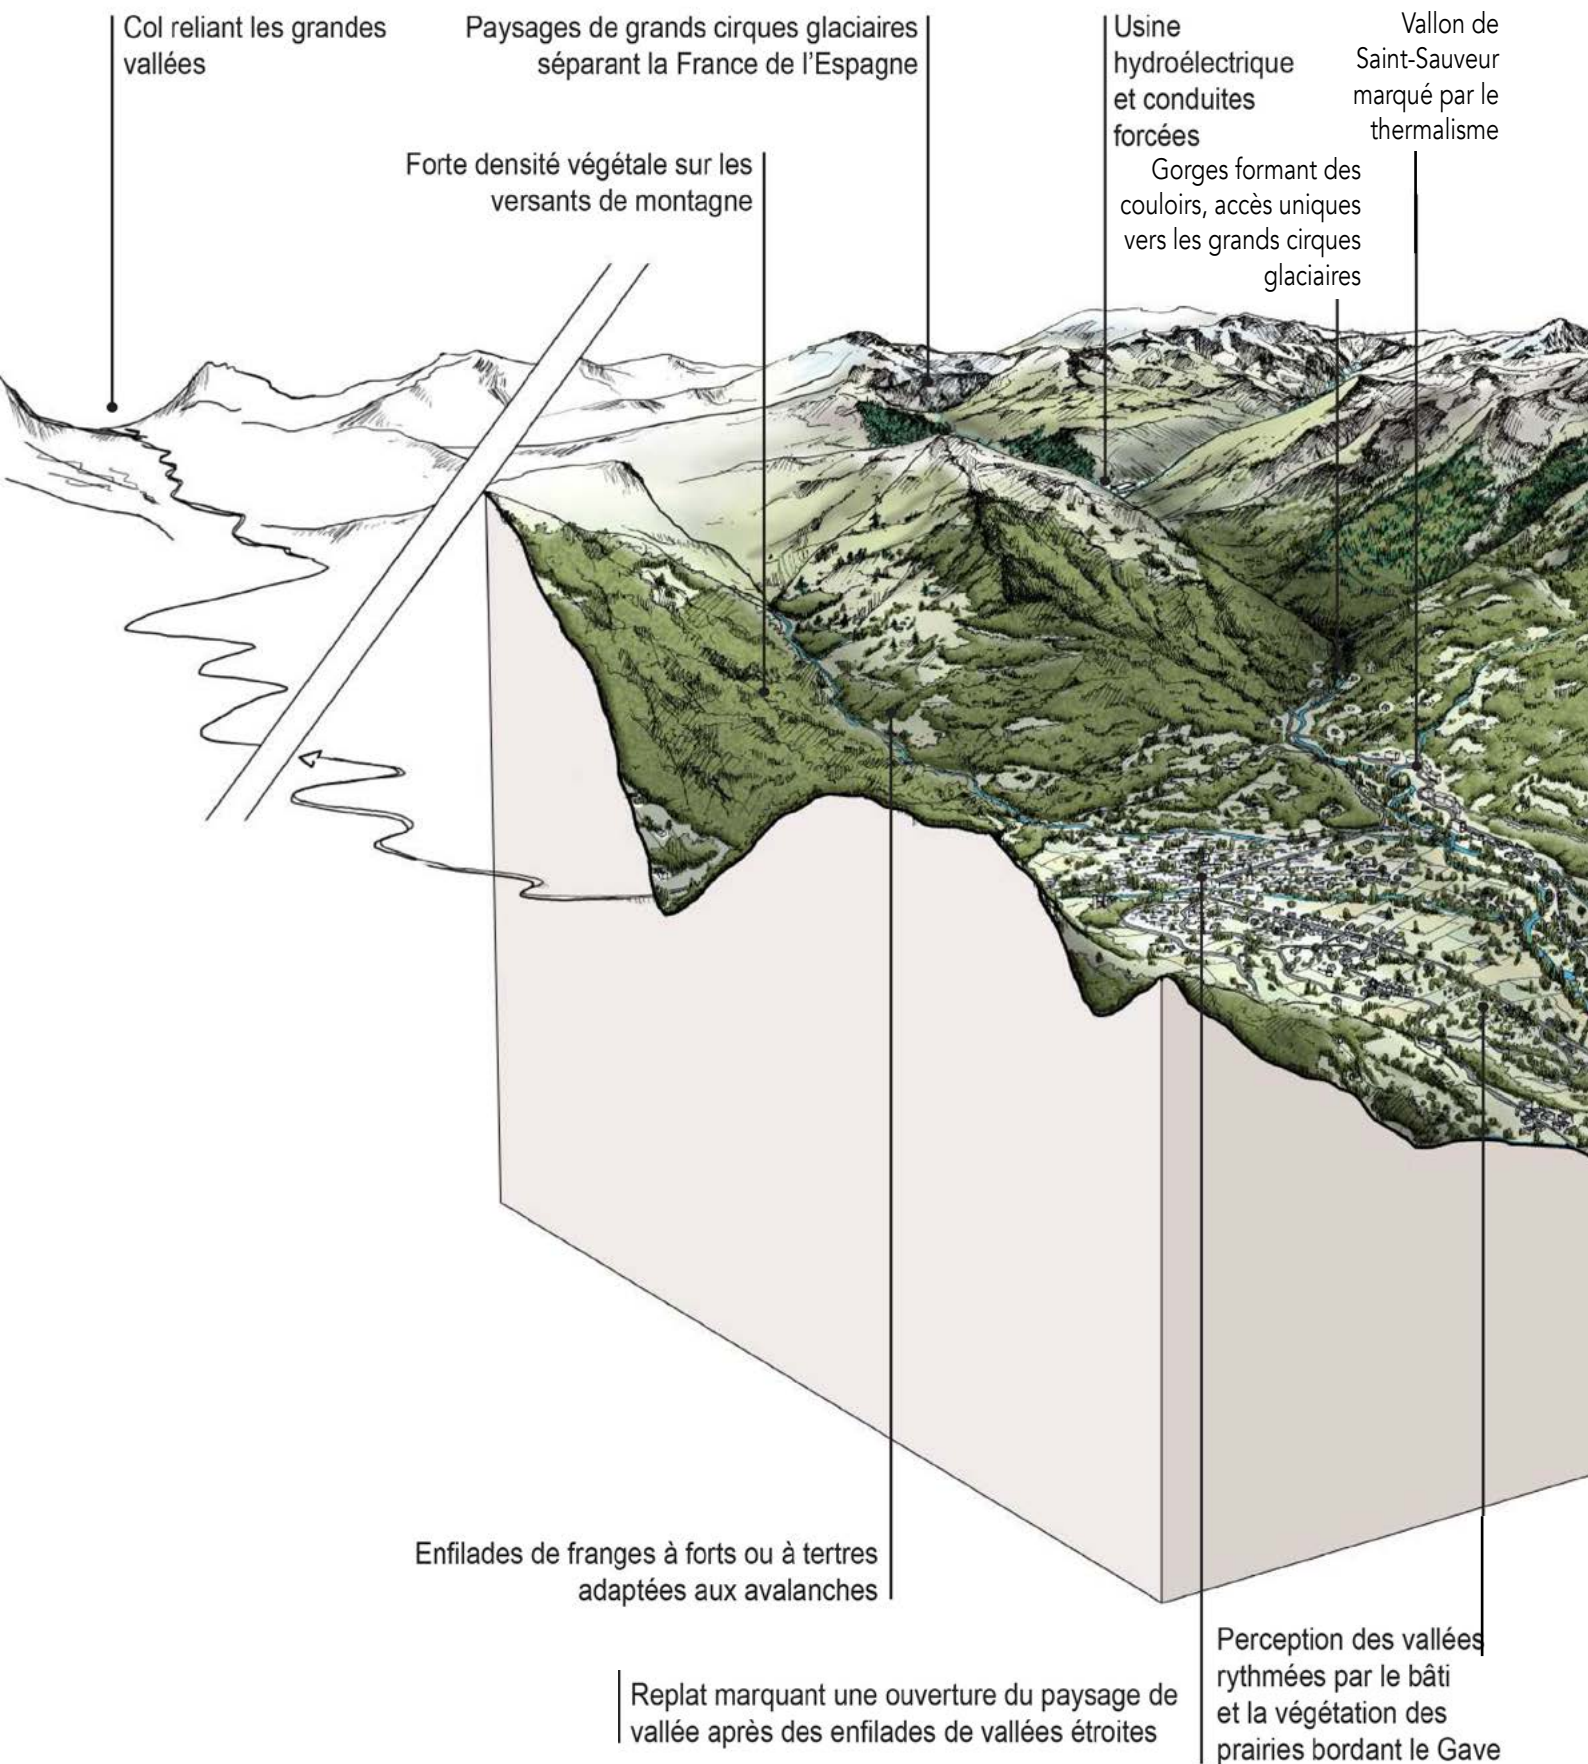 Col reliant les grandes
vallées
Paysages de grands cirques glaciaires
séparant la France de l’Espagne
Usine
hydroélectrique
et conduites
forcées
Vallon de
Saint-Sauveur
marqué par le
thermalisme
Forte densité végétale sur les
versants de montagne
Gorges formant des
couloirs, accès uniques
vers les grands cirques
glaciaires
Enfilades de franges à forts ou à tertres
adaptées aux avalanches
Replat marquant une ouverture du paysage de
vallée après des enfilades de vallées étroites
Perception des vallées
rythmées par le bâti
et la végétation des
prairies bordant le Gave